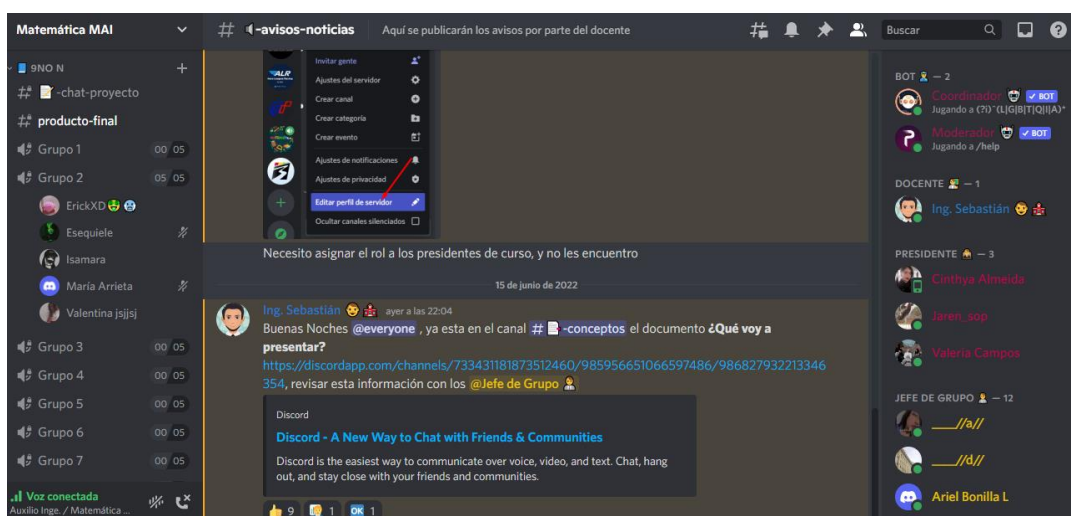 Matemática MAI
9NO N
-chat-proyecto
producto-final
Grupo 1 00 05
Grupo 2 05 05
ErickXD
Esequiele
Isamara
María Arrieta
Valentina jsjjsj
Grupo 3 00 05
Grupo 4 00 05
Grupo 5 00 05
Grupo 6 00 05
Grupo 7 00 05
Voz conectada
Auxilio Inge. / Matemática ...
-avisos-noticias Aquí se publicarán los avisos por parte del docente
ALR
Invitar gente
Ajustes del servidor
Crear canal
Crear categoría
Crear evento
Ajustes de notificaciones
Ajustes de privacidad
Editar perfil de servidor
Ocultar canales silenciados
Necesito asignar el rol a los presidentes de curso, y no les encuentro
15 de junio de 2022
Ing. Sebastián ayer a las 22:04
Buenas Noches @everyone , ya esta en el canal # -conceptos el documento ¿Qué voy a
presentar?
https://discordapp.com/channels/733431181873512460/985956651066597486/986827932213346
354, revisar esta información con los @Jefe de Grupo
Discord
Discord - A New Way to Chat with Friends & Communities
Discord is the easiest way to communicate over voice, video, and text. Chat, hang
out, and stay close with your friends and communities.
9 1 OK 1
Buscar
BOT — 2
Coordinador BOT
Jugando a
Moderador BOT
Jugando a /help
DOCENTE — 1
Ing. Sebastián
PRESIDENTE — 3
Cinthya Almeida
Jaren_sop
Valeria Campos
JEFE DE GRUPO — 12
____//a//
____//d//
Ariel Bonilla L